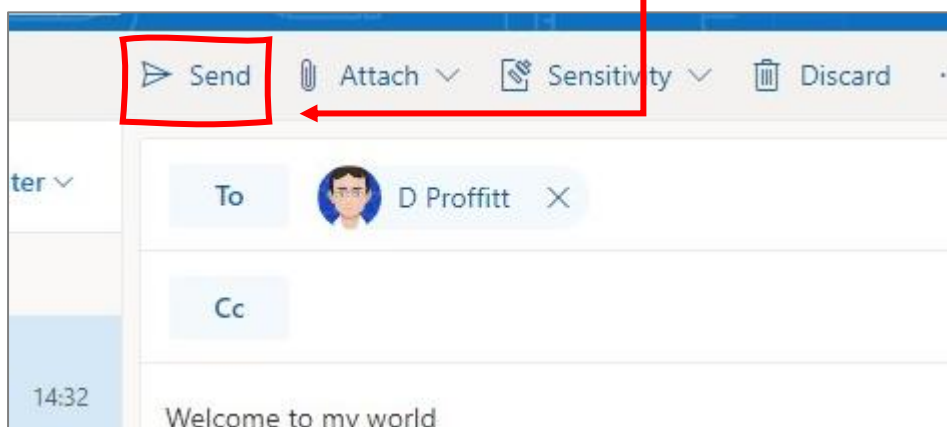 Send Attach Sensitivity Discard
ter
To D Proffitt
Cc
14:32
Welcome to my world